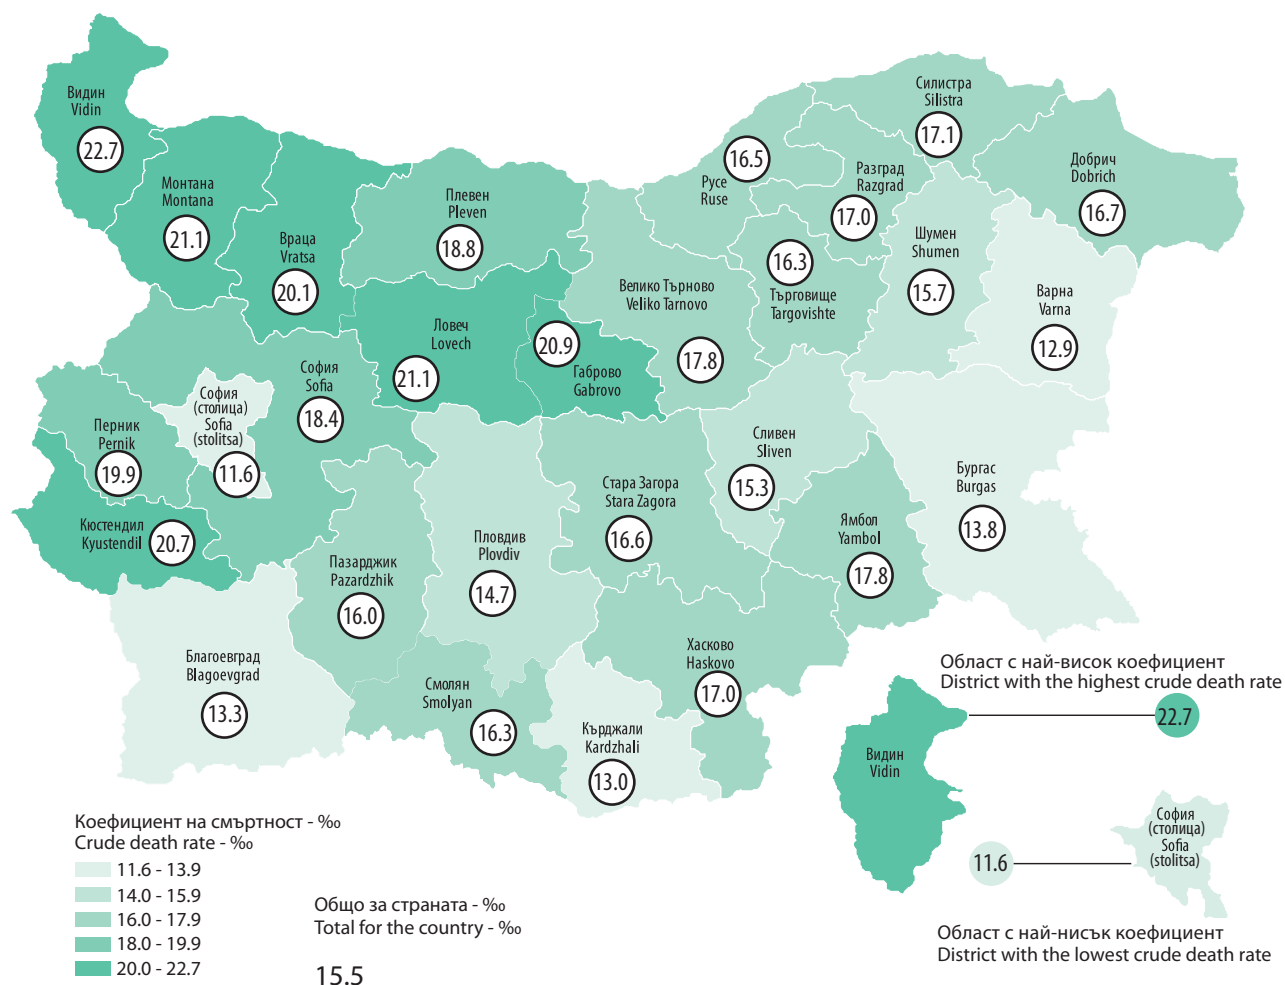 Видин
Vidin
22.7
Монтана
Montana
21.1
Враца
Vratsa
20.1
Плевен
Pleven
18.8
Ловеч
Lovech
21.1
20.9
Габрово
Gabrovo
Велико Търново
Veliko Tarnovo
17.8
16.5
Русе
Ruse
Разград
Razgrad
17.0
Силистра
Silistra
17.1
Добрич
Dobrich
16.7
16.3
Търговище
Targovishte
Шумен
Shumen
15.7
Варна
Varna
12.9
София
Sofia
18.4
София
(столица)
Sofia
(stolitsa)
11.6
Перник
Pernik
19.9
Кюстендил
Kyustendil
20.7
Благоевград
Blagoevgrad
13.3
Пазарджик
Pazardzhik
16.0
Пловдив
Plovdiv
14.7
Смолян
Smolyan
16.3
Стара Загора
Stara Zagora
16.6
Сливен
Sliven
15.3
Ямбол
Yambol
17.8
Бургас
Burgas
13.8
Хасково
Haskovo
17.0
Кърджали
Kardzhali
13.0
Област с най-висок коефициент
District with the highest crude death rate
22.7
Видин
Vidin
София
(столица)
Sofia
(stolitsa)
11.6
Област с най-нисък коефициент
District with the lowest crude death rate
Коефициент на смъртност - ‰
Crude death rate - ‰
11.6 - 13.9
14.0 - 15.9
16.0 - 17.9
18.0 - 19.9
20.0 - 22.7
Общо за страната - ‰
Total for the country - ‰
15.5